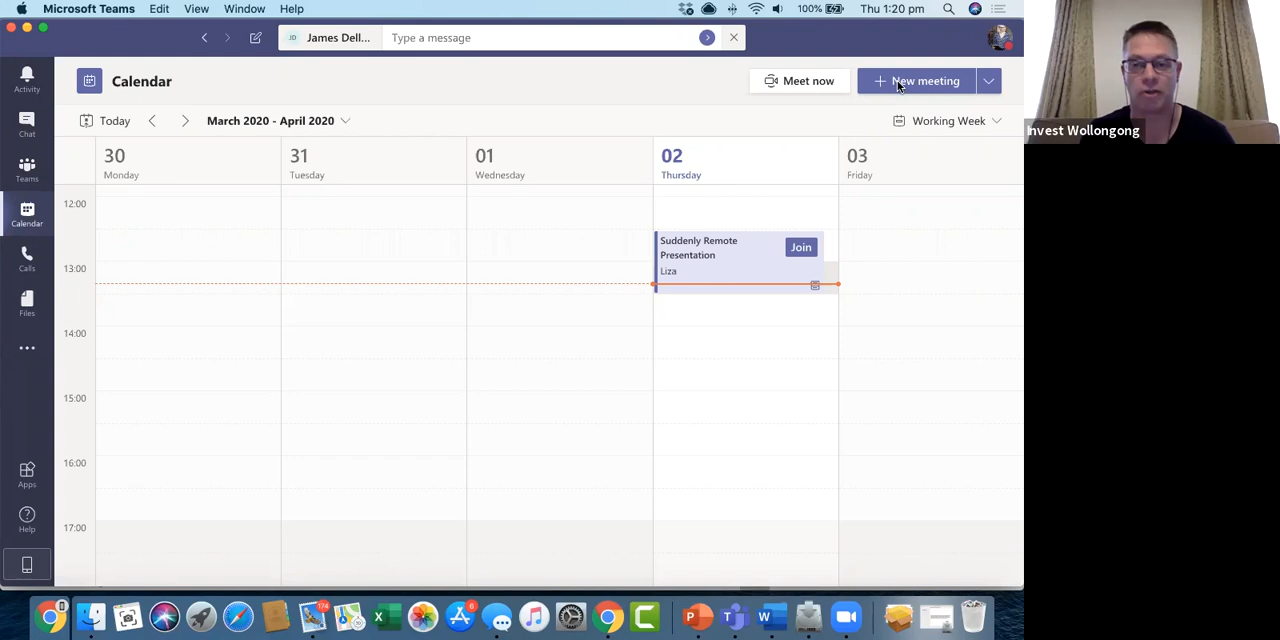 Microsoft Teams Edit View Window Help 100% Thu 1:20 pm
JD James Dell... Type a message
Activity
Chat
Teams
Calendar
Calls
Files
Apps
Help
Calendar Meet now New meeting
Today March 2020 - April 2020 Working Week
30 31 01 02 03
Monday Tuesday Wednesday Thursday Friday
12:00
13:00
14:00
15:00
16:00
17:00
Suddenly Remote
Presentation
Liza
Join
Invest Wollongong
174
6